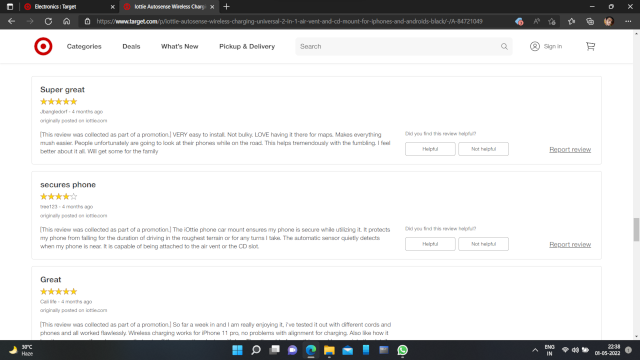 Electronics : Target
iottie Autosense Wireless Charg
https://www.target.com/p/iottie-autosense-wireless-charging-universal-2-in-1-air-vent-and-cd-mount-for-iphones-and-androids-black/-/A-84721049
Categories Deals What's New Pickup & Delivery Search Sign in
Super great
4 months ago
originally posted on iottie.com
[This review was collected as part of a promotion.] VERY easy to install. Not bulky. LOVE having it there for maps. Makes everything
mush easier. People unfortunately are going to look at their phones while on the road. This helps tremendously with the fumbling. I feel
better about it all. Will get some for the family
Did you find this review helpful?
Helpful Not helpful Report review
secures phone
tree123 - 4 months ago
originally posted on iottie.com
[This review was collected as part of a promotion.] The iOttie phone car mount ensures my phone is secure while utilizing it. It protects
my phone from falling for the duration of driving in the roughest terrain or for any turns I take. The automatic sensor quietly detects
when my phone is near. It is capable of being attached to the air vent or the CD slot.
Did you find this review helpful?
Helpful Not helpful Report review
Great
4 months ago
originally posted on iottie.com
[This review was collected as part of a promotion.] So far a week in and I am really enjoying it, I've tested it out with different cords and
phones and all worked flawlessly. Wireless charging works for iPhone 11 pro, no problems with alignment for charging. Also like how it
Did you find this review helpful?
Helpful Not helpful Report review
30°C
Haze
ENG
IN
22:38
01-05-2022